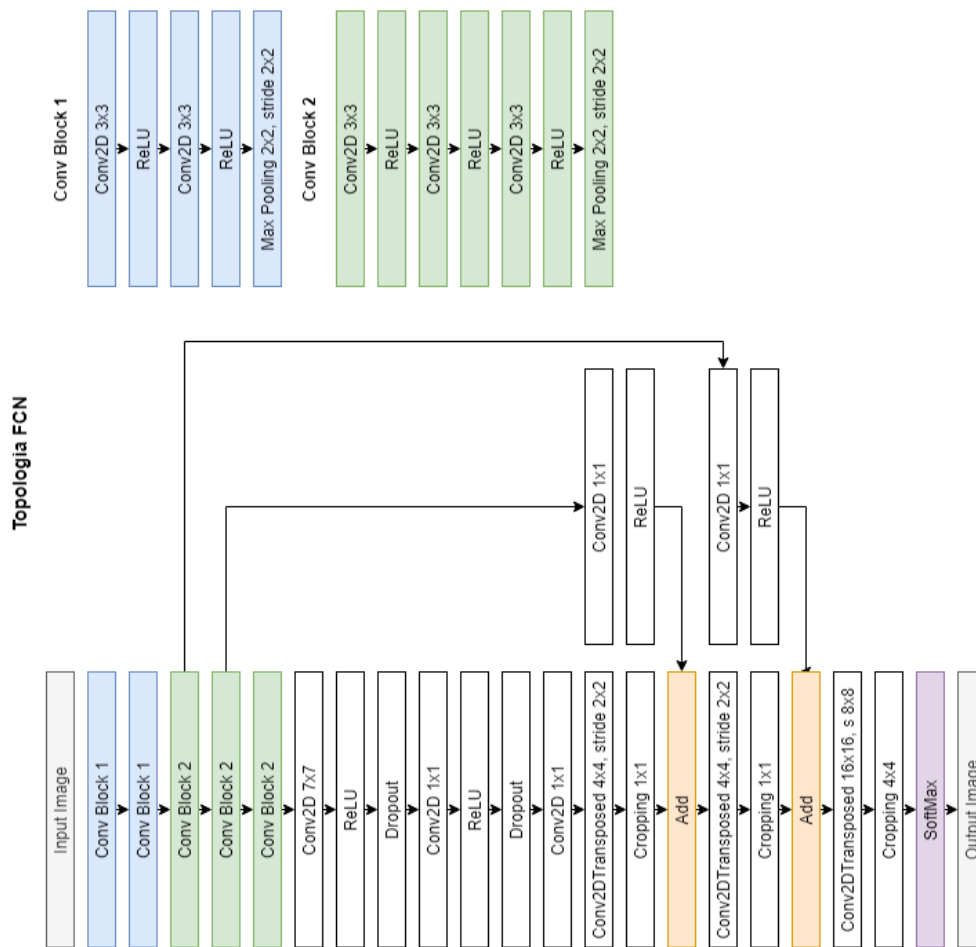 Topologia FCN
Input Image
Conv Block 1
Conv Block 1
Conv Block 2
Conv Block 2
Conv Block 2
Conv2D 7x7
ReLU
Dropout
Conv2D 1x1
ReLU
Dropout
Conv2D 1x1
Conv2DTransposed 4x4, stride 2x2
Cropping 1x1
Add
Conv2DTransposed 4x4, stride 2x2
Cropping 1x1
Add
Conv2DTransposed 16x16, s 8x8
Cropping 4x4
SoftMax
Output Image
Conv2D 1x1
ReLU
Conv2D 1x1
ReLU
Conv Block 1
Conv2D 3x3
ReLU
Conv2D 3x3
ReLU
Max Pooling 2x2, stride 2x2
Conv Block 2
Conv2D 3x3
ReLU
Conv2D 3x3
ReLU
Conv2D 3x3
ReLU
Max Pooling 2x2, stride 2x2